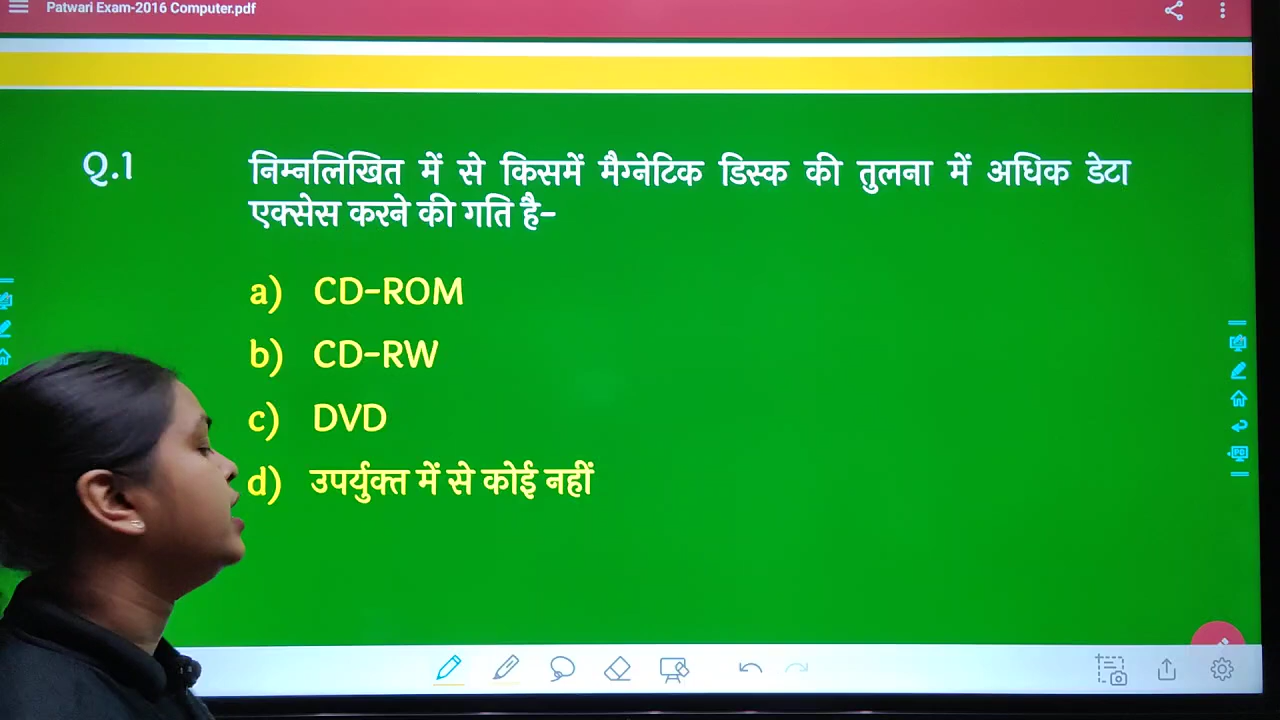 Patwari Exam-2016 Computer.pdf
Q.1 निम्नलिखित में से किसमें मैग्नेटिक डिस्क की तुलना में अधिक डेटा
एक्सेस करने की गति है-
a) CD-ROM
b) CD-RW
c) DVD
d) उपर्युक्त में से कोई नहीं